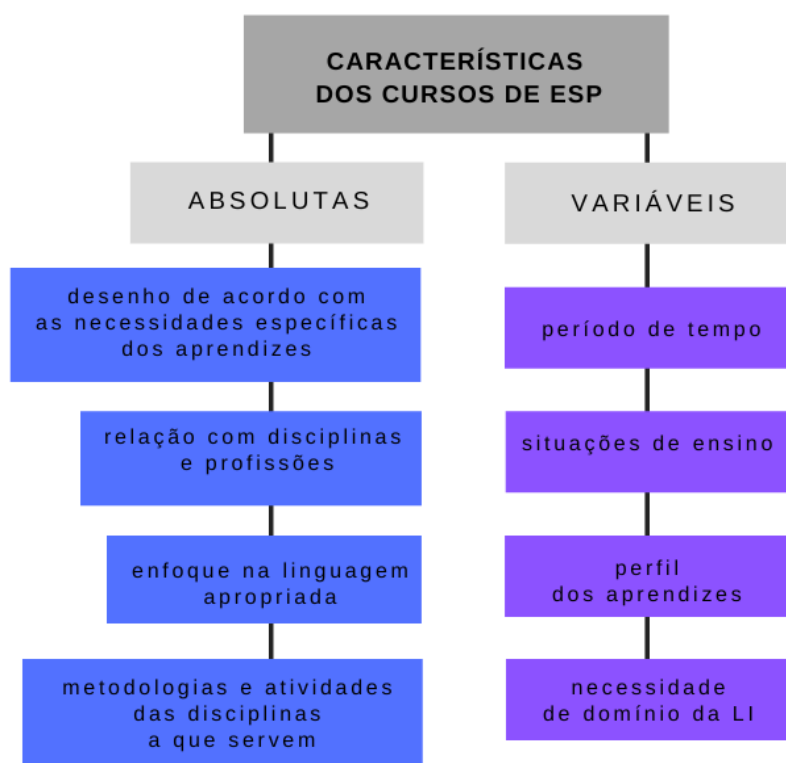 CARACTERÍSTICAS
DOS CURSOS DE ESP
ABSOLUTAS
desenho de acordo com
as necessidades específicas
dos aprendizes
relação com disciplinas
e profissões
enfoque na linguagem
apropriada
metodologias e atividades
das disciplinas
a que servem
VARIÁVEIS
período de tempo
situações de ensino
perfil
dos aprendizes
necessidade
de domínio da LI